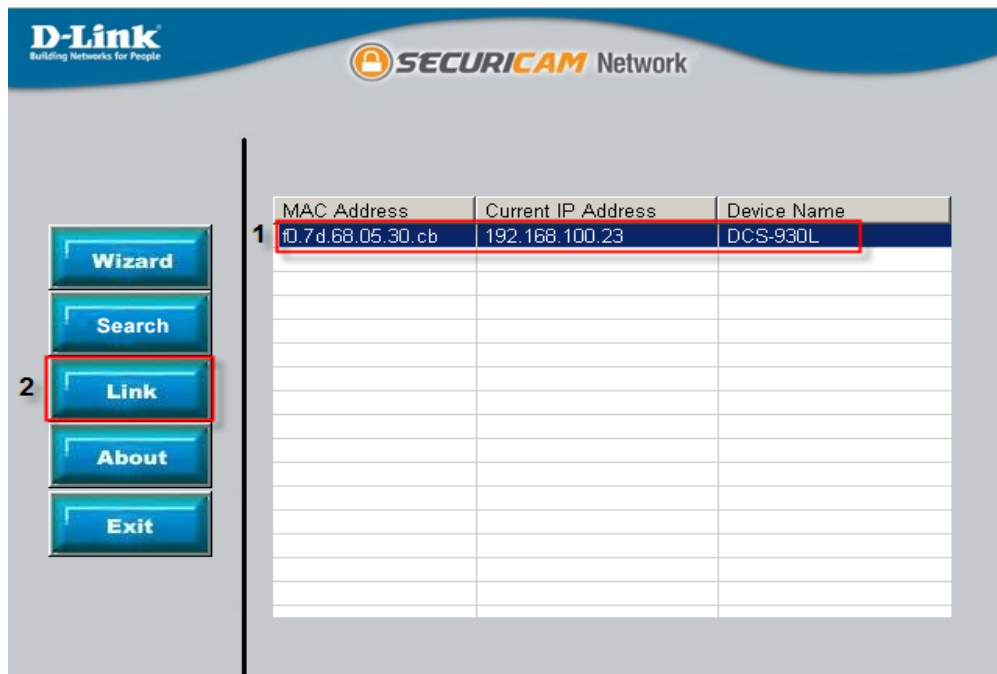 D-Link
Building Networks for People
SECURICAM Network
MAC Address Current IP Address Device Name
1 f0.7d.68.05.30.cb 192.168.100.23 DCS-930L
Wizard
Search
2 Link
About
Exit